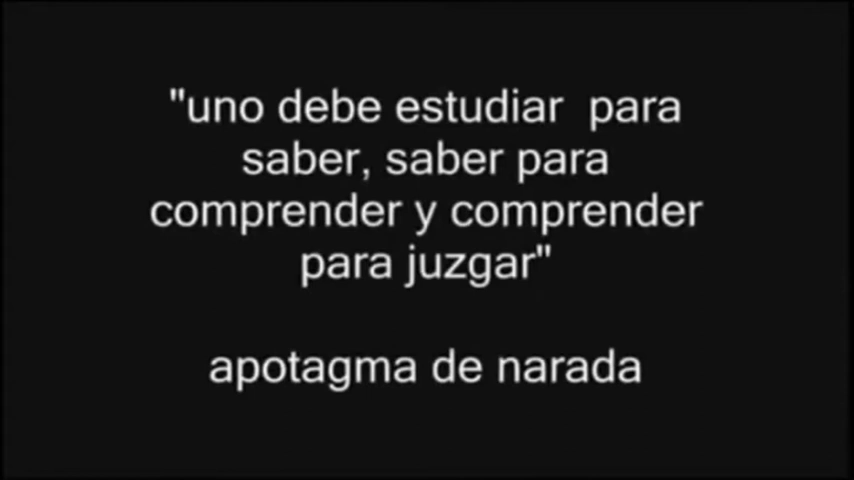 "uno debe estudiar  para
saber, saber para
comprender y comprender
para juzgar"
apotagma de narada